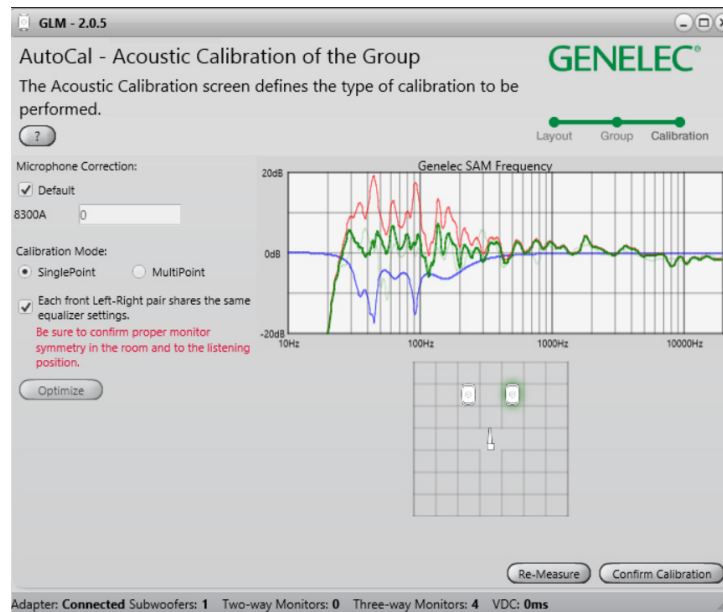 GLM - 2.0.5
AutoCal - Acoustic Calibration of the Group
GENELEC®
The Acoustic Calibration screen defines the type of calibration to be
performed.
?
Layout Group Calibration
Microphone Correction:
Default
8300A 0
Calibration Mode:
SinglePoint MultiPoint
Each front Left-Right pair shares the same
equalizer settings.
Be sure to confirm proper monitor
symmetry in the room and to the listening
position.
Optimize
Genelec SAM Frequency
20dB
0dB
-20dB
10Hz 100Hz 1000Hz 10000Hz
Re-Measure Confirm Calibration
Adapter: Connected Subwoofers: 1 Two-way Monitors: 0 Three-way Monitors: 4 VDC: 0ms